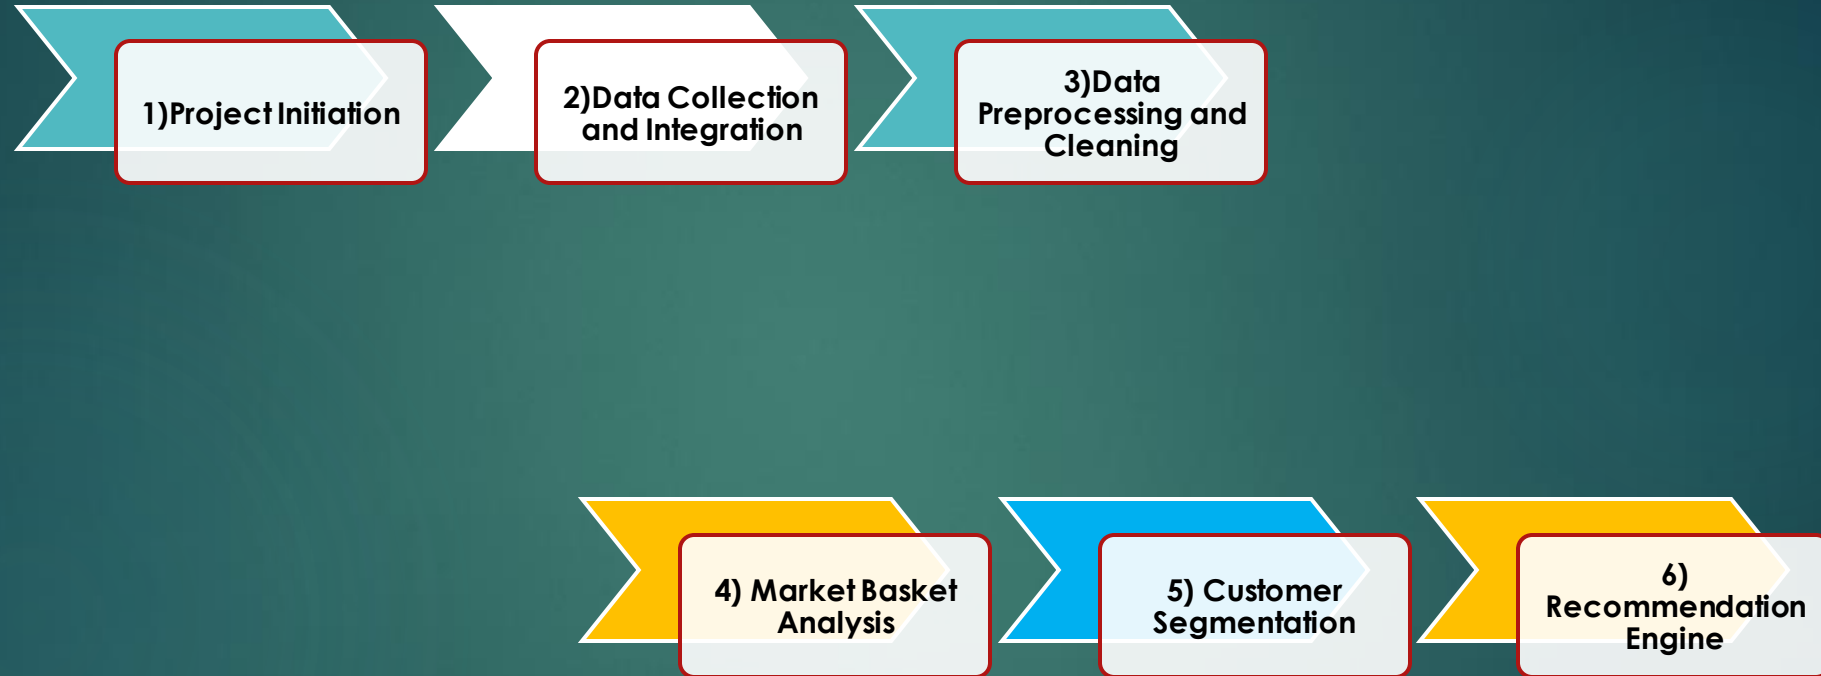 1)Project Initiation
2)Data Collection
and Integration
3)Data
Preprocessing and
Cleaning
4) Market Basket
Analysis
5) Customer
Segmentation
6)
Recommendation
Engine